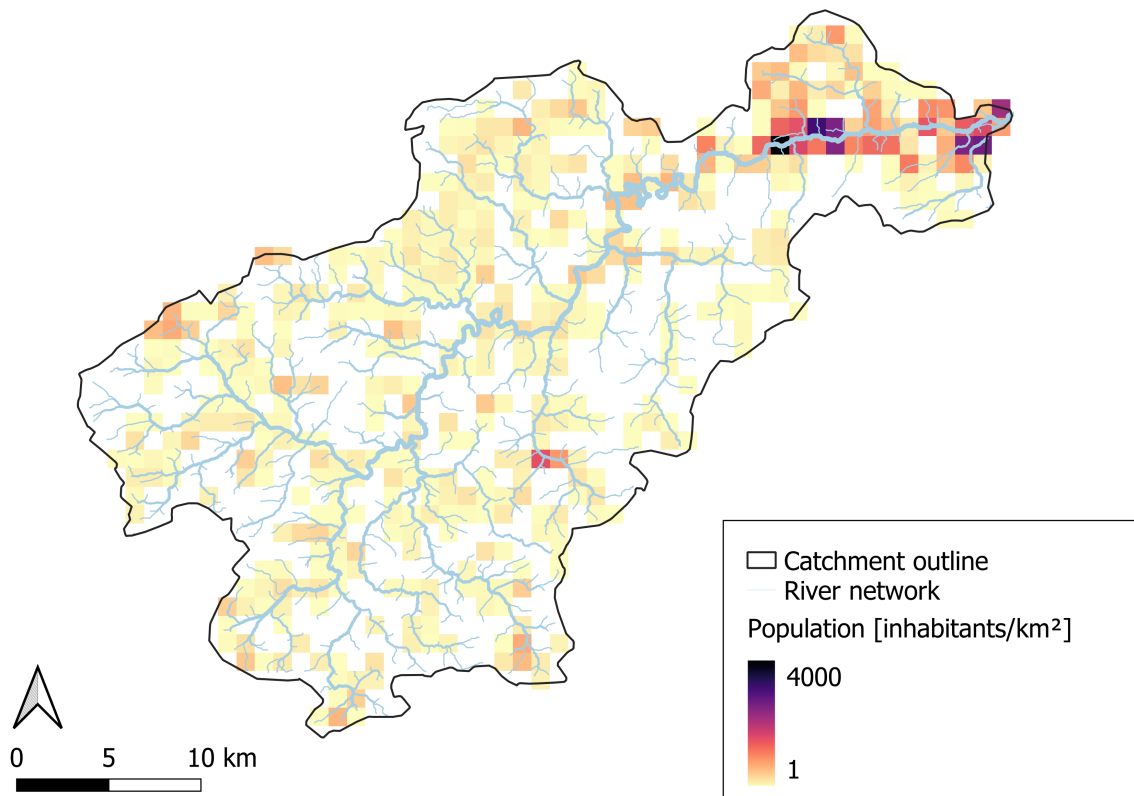 Catchment outline
River network
Population [inhabitants/km²]
4000
1
0 5 10 km